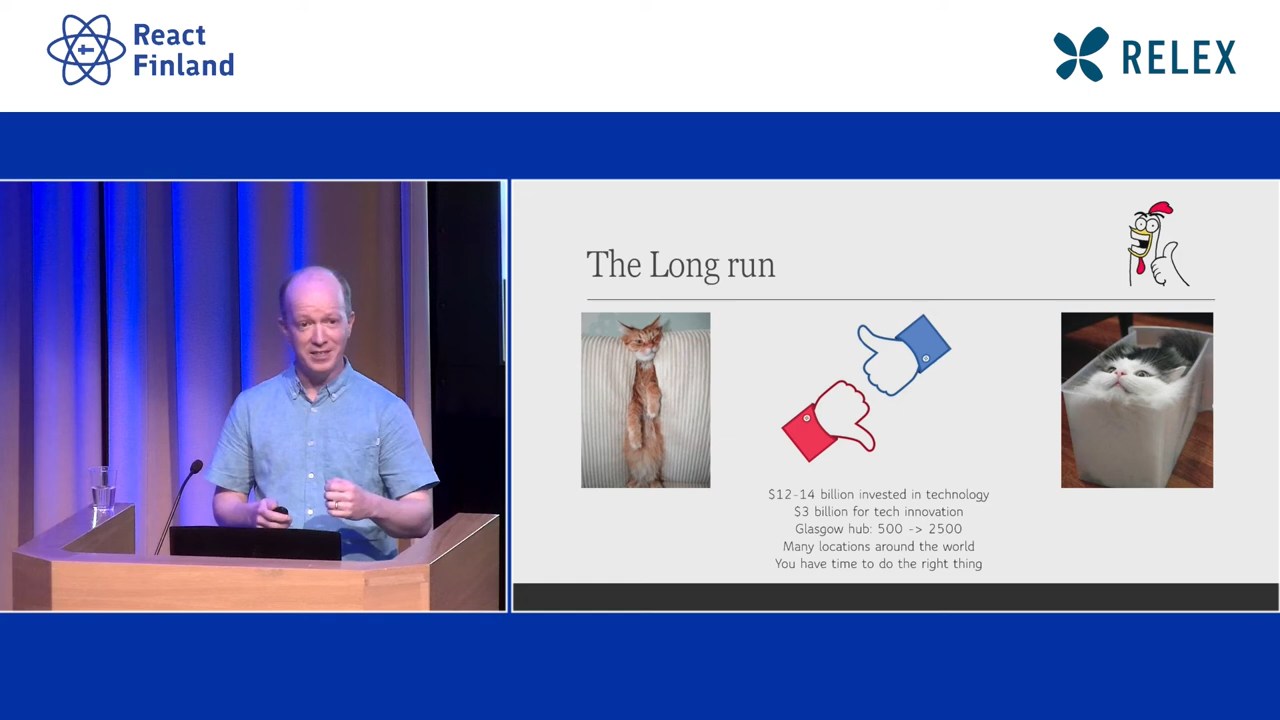 React
Finland
RELEX
The Long run
$12-14 billion invested in technology
$3 billion for tech innovation
Glasgow hub: 500 -> 2500
Many locations around the world
You have time to do the right thing